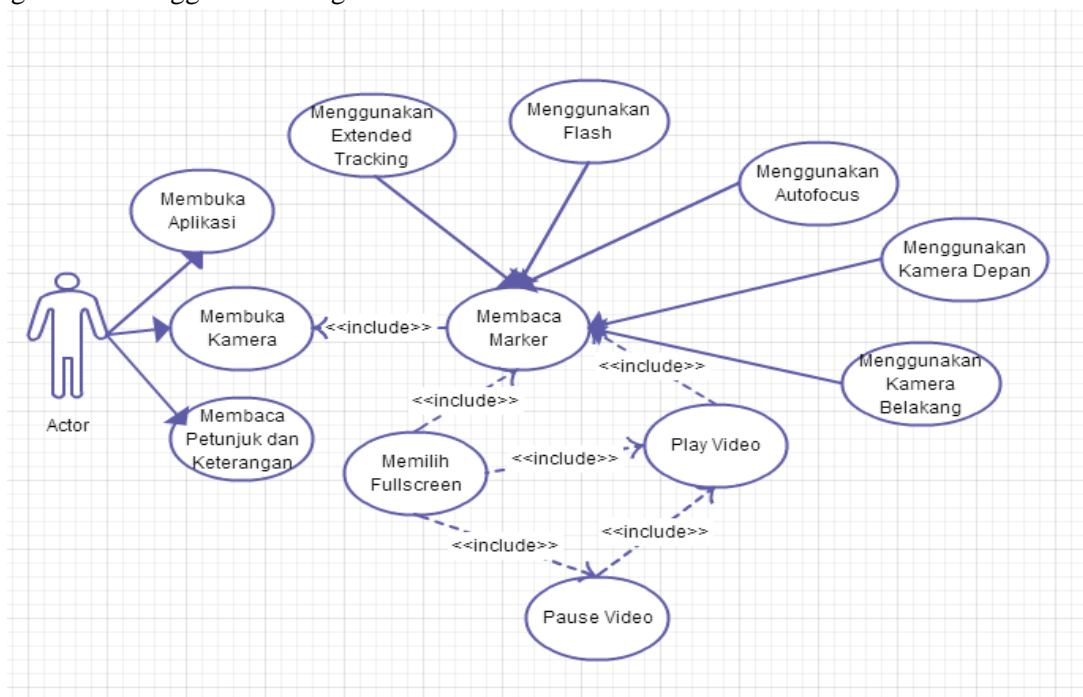 Menggunakan
Extended
Tracking
Menggunakan
Flash
Menggunakan
Autofocus
Membuka
Aplikasi
Menggunakan
Kamera Depan
Membuka
Kamera
<<include>>
Membaca
Marker
<<include>>
Menggunakan
Kamera
Belakang
<<include>>
Actor
Membaca
Petunjuk dan
Keterangan
Memilih
Fullscreen
<<include>>
Play Video
<<include>>
<<include>>
Pause Video